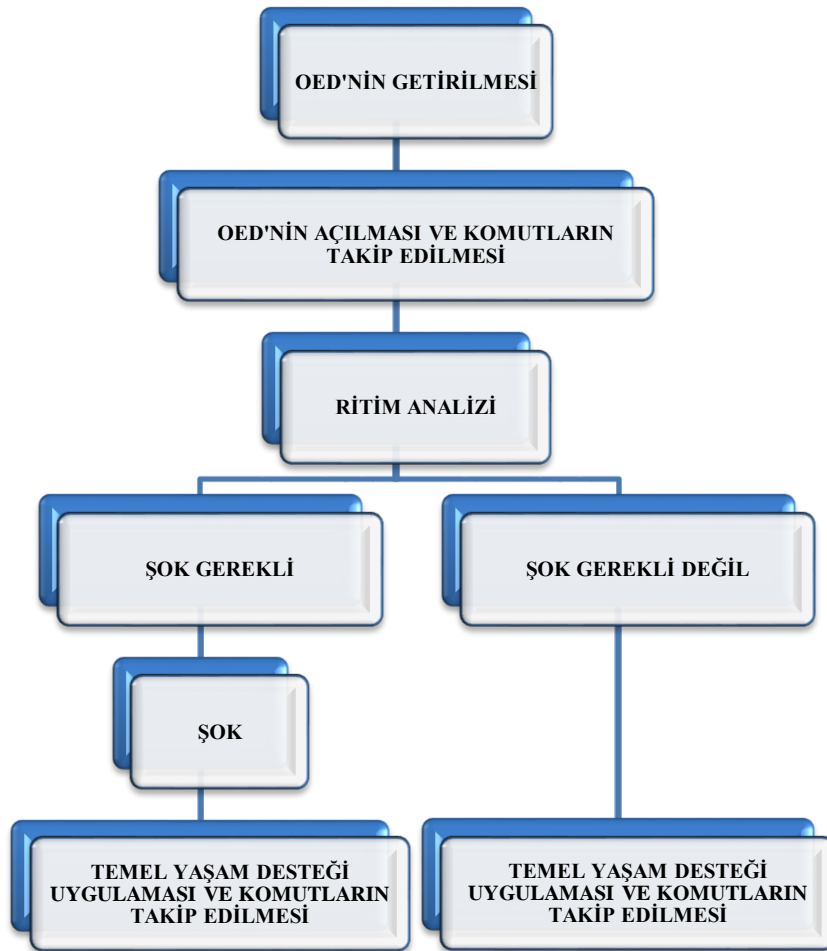 OED'NİN GETİRİLMESİ
OED'NİN AÇILMASI VE KOMUTLARIN
TAKİP EDİLMESİ
RİTİM ANALİZİ
ŞOK GEREKLİ
ŞOK GEREKLİ DEĞİL
ŞOK
TEMEL YAŞAM DESTEĞİ
UYGULAMASI VE KOMUTLARIN
TAKİP EDİLMESİ
TEMEL YAŞAM DESTEĞİ
UYGULAMASI VE KOMUTLARIN
TAKİP EDİLMESİ